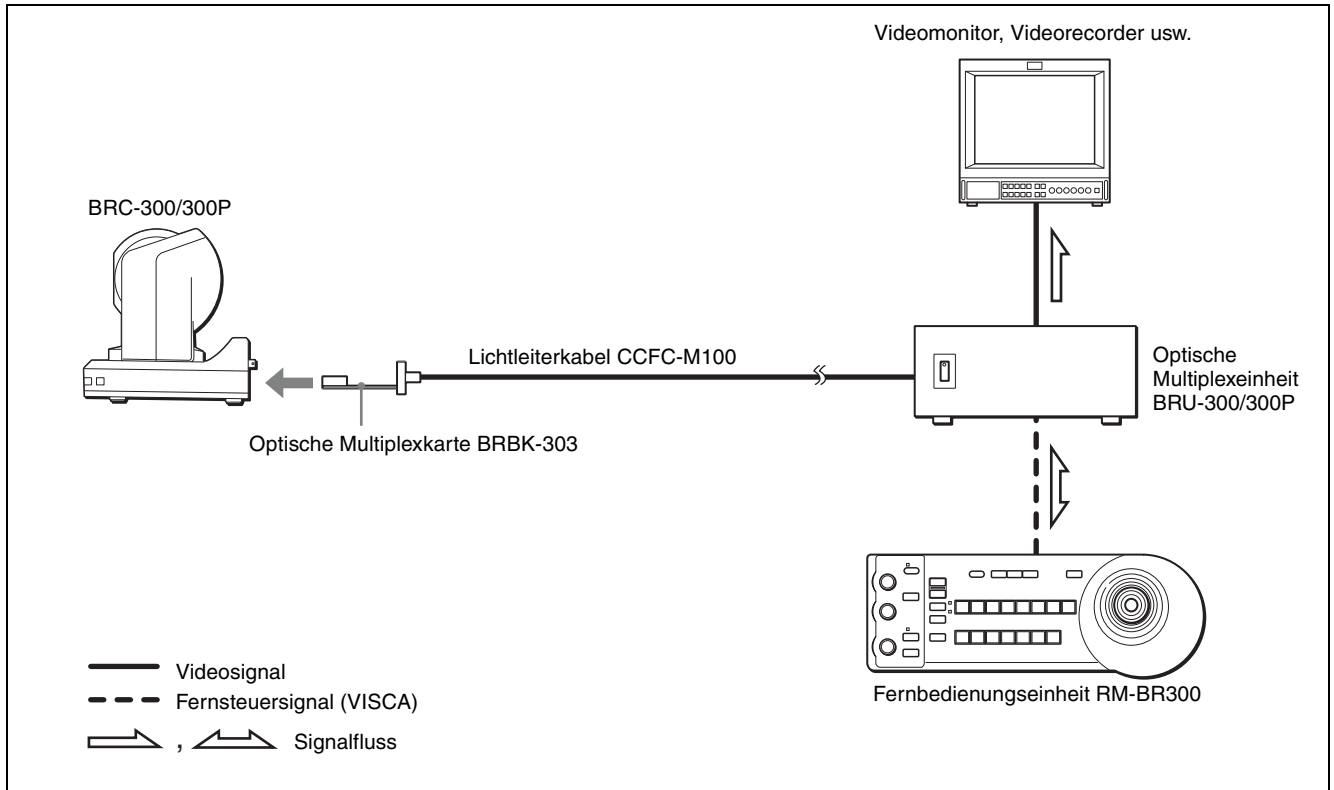 Videomonitor, Videorecorder usw.
BRC-300/300P
Lichtleiterkabel CCFC-M100
Optische
Multiplexeinheit
BRU-300/300P
Optische Multiplexkarte BRBK-303
Videosignal
Fernsteuersignal (VISCA)
, Signalfluss
Fernbedienungseinheit RM-BR300